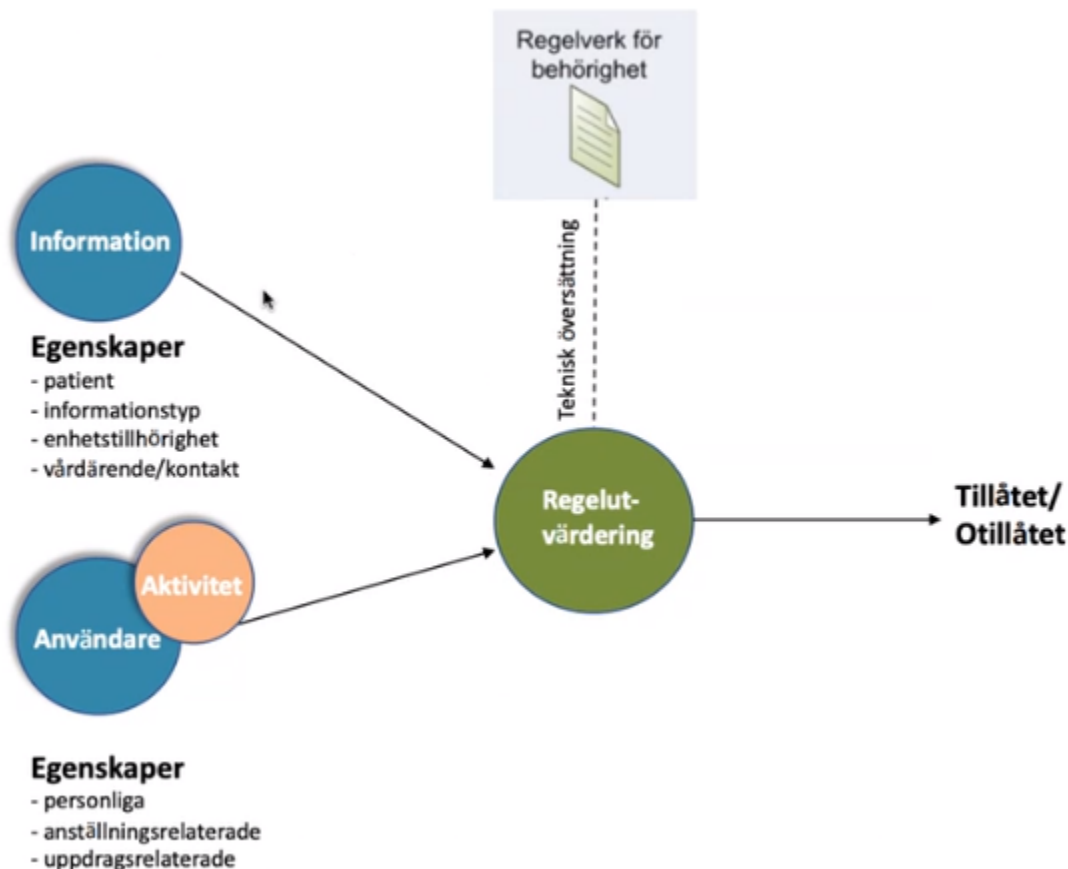 Regelverk för
behörighet
Teknisk översättning
Information
Egenskaper
- patient
- informationstyp
- enhetstillhörighet
- vårdärende/kontakt
Aktivitet
Användare
Egenskaper
- personliga
- anställningsrelaterade
- uppdragsrelaterade
Regelut-
värdering
Tillåtet/
Otillåtet